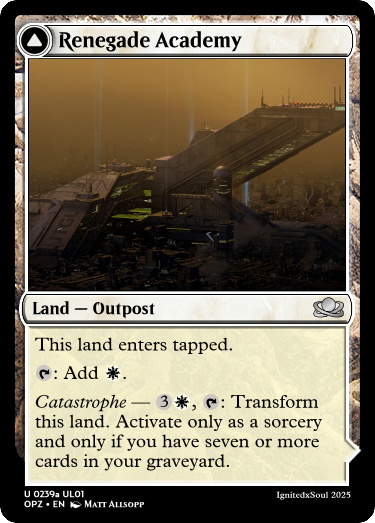 Renegade Academy
Land — Outpost
This land enters tapped.
: Add .
Catastrophe — 3 , : Transform
this land. Activate only as a sorcery
and only if you have seven or more
cards in your graveyard.
U 0239a UL01
OPZ • EN Matt Allsopp
IgnitedxSoul 2025